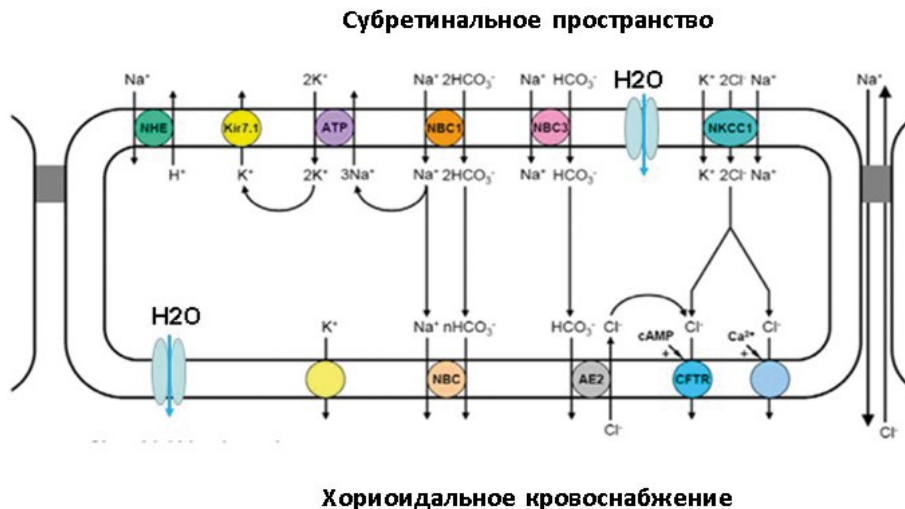 Субретинальное пространство
Na⁺ 2K⁺ Na⁺ 2HCO₃⁻ Na⁺ HCO₃⁻ H2O K⁺ 2Cl⁻ Na⁺ Na⁺
NHE Kir7.1 ATP NBC1 NBC3 NKCC1
H⁺ K⁺ 2K⁺ 3Na⁺ Na⁺ 2HCO₃⁻ Na⁺ HCO₃⁻ K⁺ 2Cl⁻ Na⁺
H2O K⁺ Na⁺ nHCO₃⁻ HCO₃⁻ Cl⁻ cAMP Cl⁻ Ca²⁺ Cl⁻
+ +
NBC AE2 CFTR
Cl⁻ Cl⁻
Хориоидальное кровоснабжение